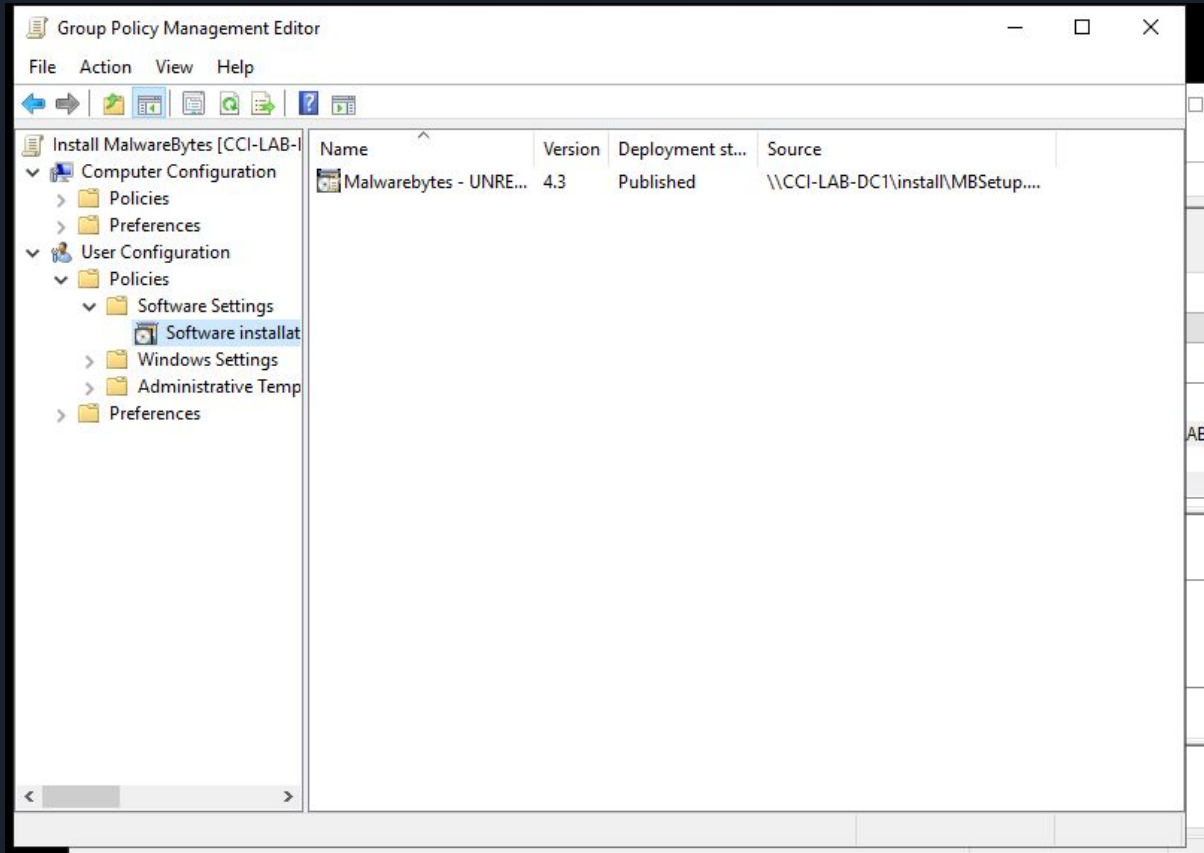 Group Policy Management Editor
File Action View Help
Install MalwareBytes [CCI-LAB-
Computer Configuration
Policies
Preferences
User Configuration
Policies
Software Settings
Software installat
Windows Settings
Administrative Temp
Preferences
Name Version Deployment st... Source
Malwarebytes - UNRE... 4.3 Published \\CCI-LAB-DC1\install\MBSetup....
AB